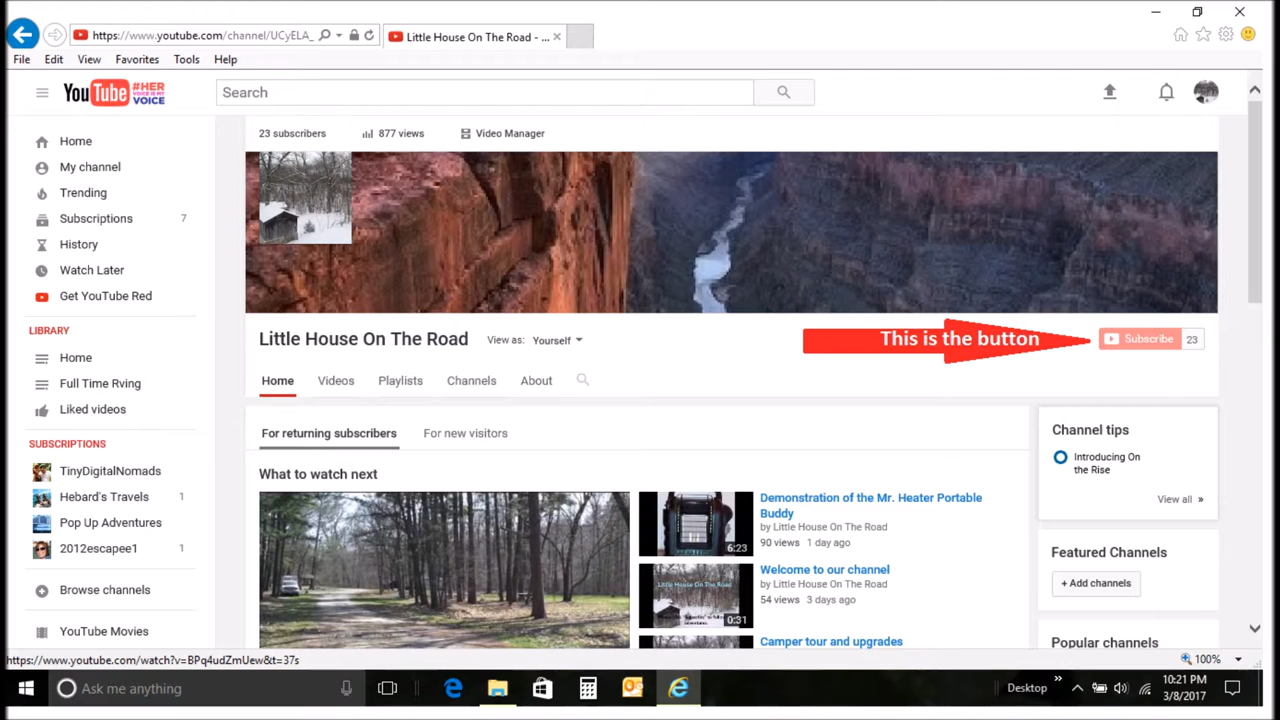 https://www.youtube.com/channel/UCyELA_
Little House On The Road - ...
File Edit View Favorites Tools Help
YouTube #HER VOICE IS MY VOICE
Search
23 subscribers 877 views Video Manager
Home
My channel
Trending
Subscriptions 7
History
Watch Later
Get YouTube Red
LIBRARY
Home
Full Time Rving
Liked videos
SUBSCRIPTIONS
TinyDigitalNomads
Hebard's Travels 1
Pop Up Adventures
2012escapee1 1
Browse channels
YouTube Movies
Little House On The Road View as: Yourself
This is the button
Subscribe 23
Home Videos Playlists Channels About
For returning subscribers For new visitors
What to watch next
Demonstration of the Mr. Heater Portable
Buddy
by Little House On The Road
90 views 1 day ago
6:23
Welcome to our channel
by Little House On The Road
54 views 3 days ago
Little House On The Road
0:31
Camper tour and upgrades
Channel tips
Introducing On
the Rise
View all »
Featured Channels
+ Add channels
Popular channels
https://www.youtube.com/watch?v=BPq4udZmUew&t=37s
100%
Ask me anything
Desktop
10:21 PM
3/8/2017